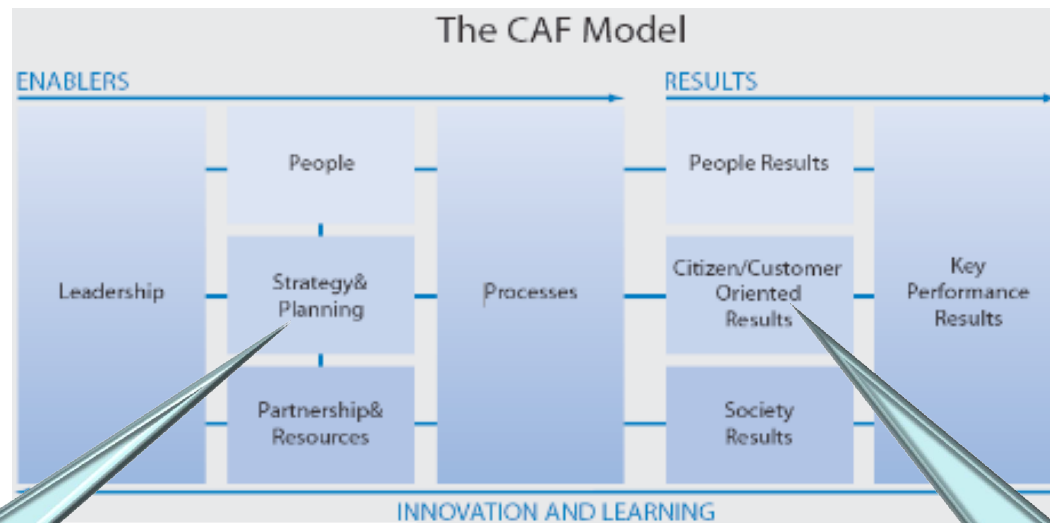 The CAF Model
ENABLERS
RESULTS
Leadership
People
Strategy&
Planning
Partnership&
Resources
Processes
People Results
Citizen/Customer
Oriented
Results
Society
Results
Key
Performance
Results
INNOVATION AND LEARNING